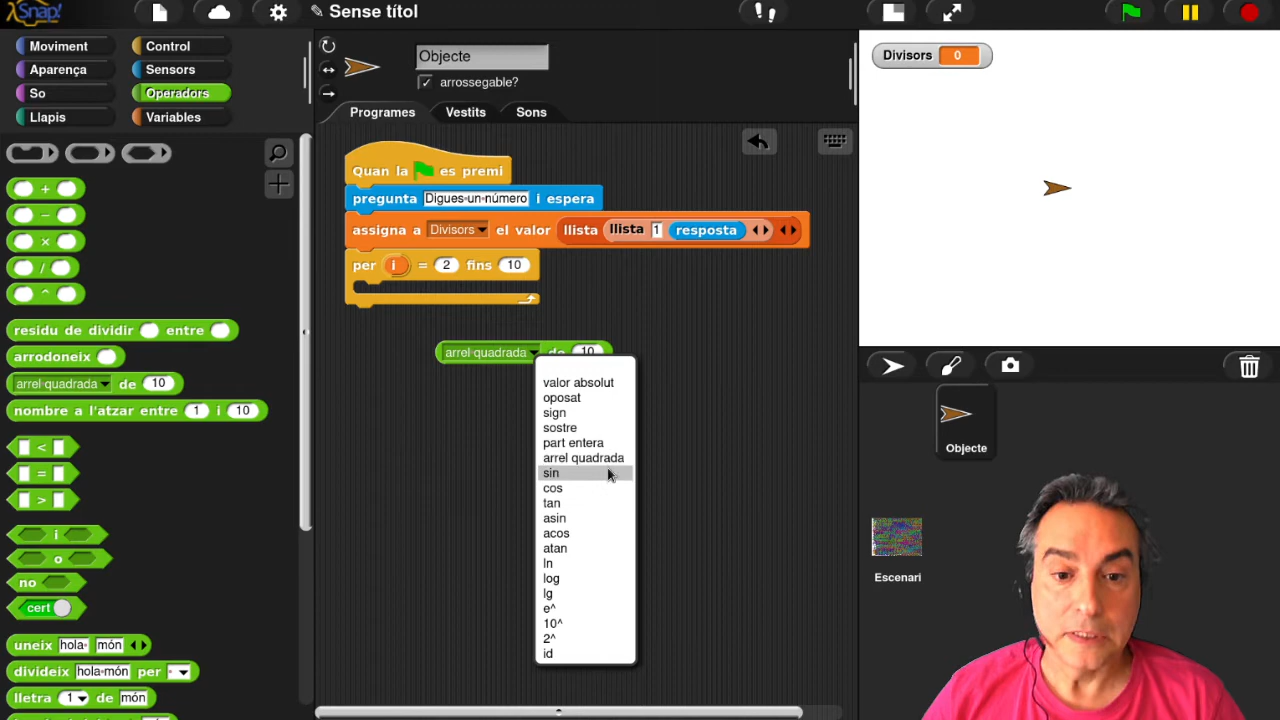 Snap!
Sense títol
Moviment
Control
Aparença
Sensors
So
Operadors
Llapis
Variables
+
−
×
/
^
residu de dividir entre
arrodoneix
arrel quadrada de 10
nombre a l'atzar entre 1 i 10
<
=
>
i
o
no
cert
uneix hola· món
divideix hola·món per ·
lletra 1 de món
Objecte
arrossegable?
Programes Vestits Sons
Quan la es premi
pregunta Digues·un·número i espera
assigna a Divisors el valor llista llista 1 resposta
per i = 2 fins 10
arrel quadrada de 10
valor absolut
oposat
sign
sostre
part entera
arrel quadrada
sin
cos
tan
asin
acos
atan
ln
log
lg
e^
10^
2^
id
Divisors 0
Objecte
Escenari